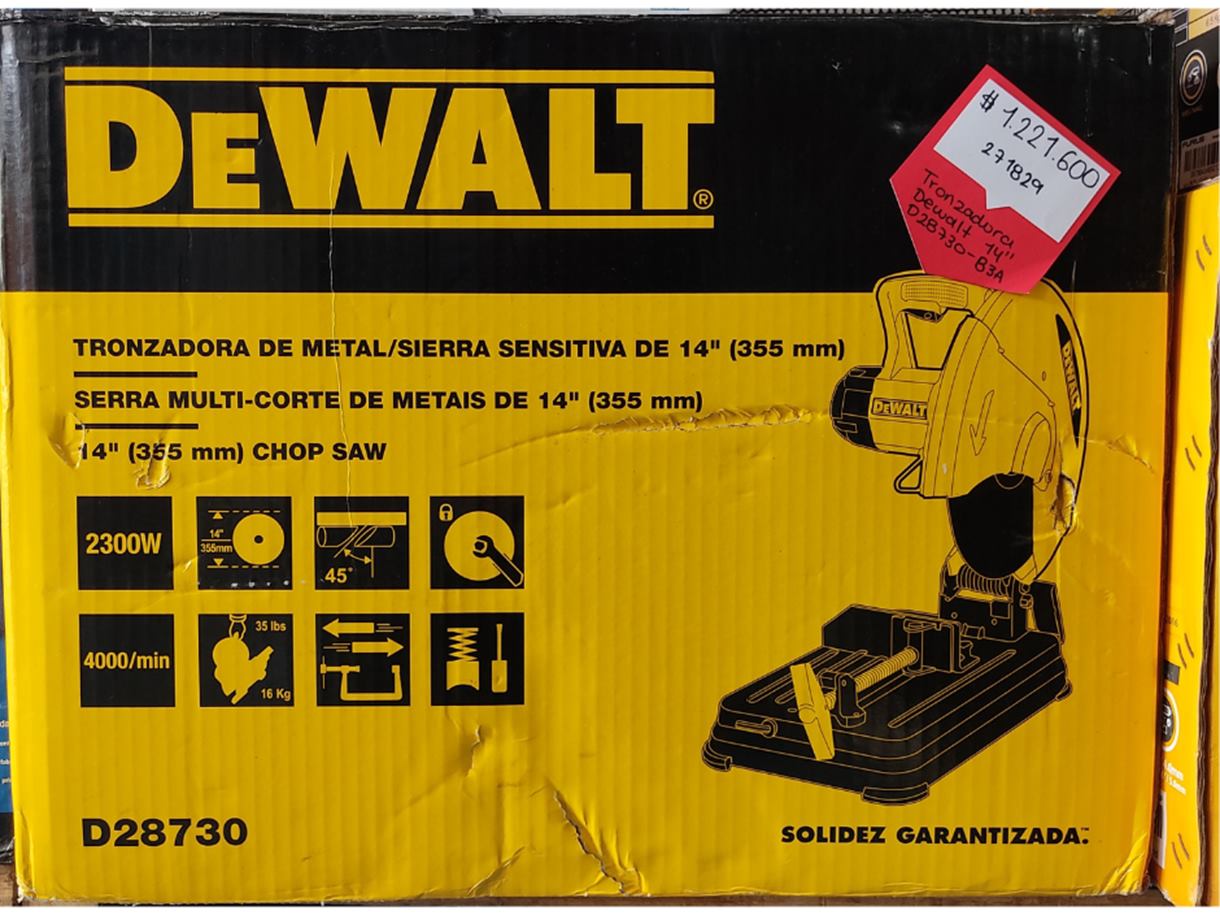 DEWALT®
$ 1.221.600
271829
Tronzadora
Dewalt 14"
D28730-B3A
TRONZADORA DE METAL/SIERRA SENSITIVA DE 14" (355 mm)
SERRA MULTI-CORTE DE METAIS DE 14" (355 mm)
14" (355 mm) CHOP SAW
DEWALT
DEWALT
2300W
14"
355mm
45°
4000/min
35 lbs
16 Kg
D28730
SOLIDEZ GARANTIZADA.™